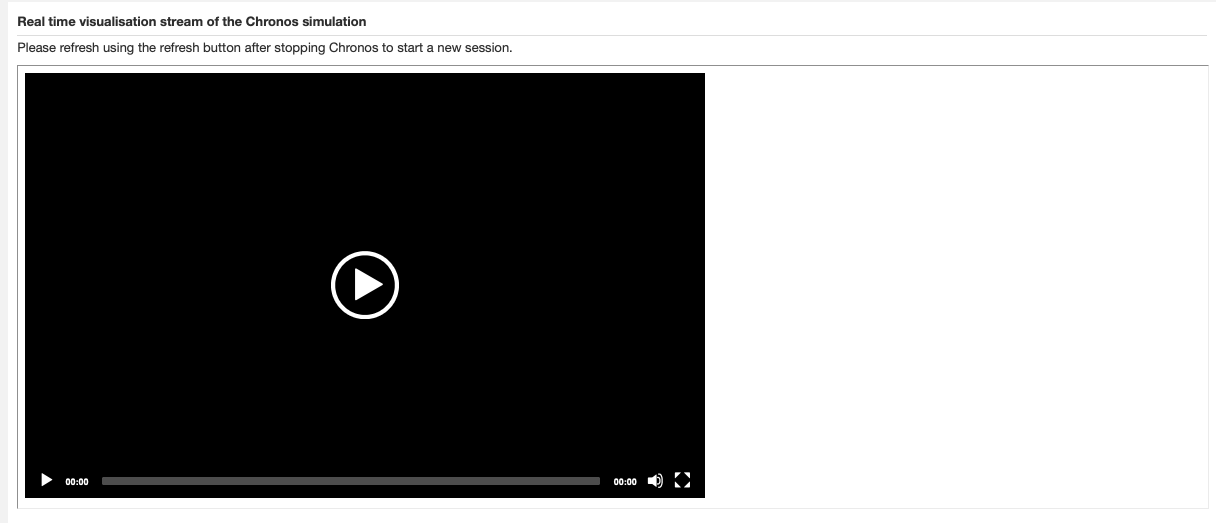 Real time visualisation stream of the Chronos simulation
Please refresh using the refresh button after stopping Chronos to start a new session.
00:00 00:00